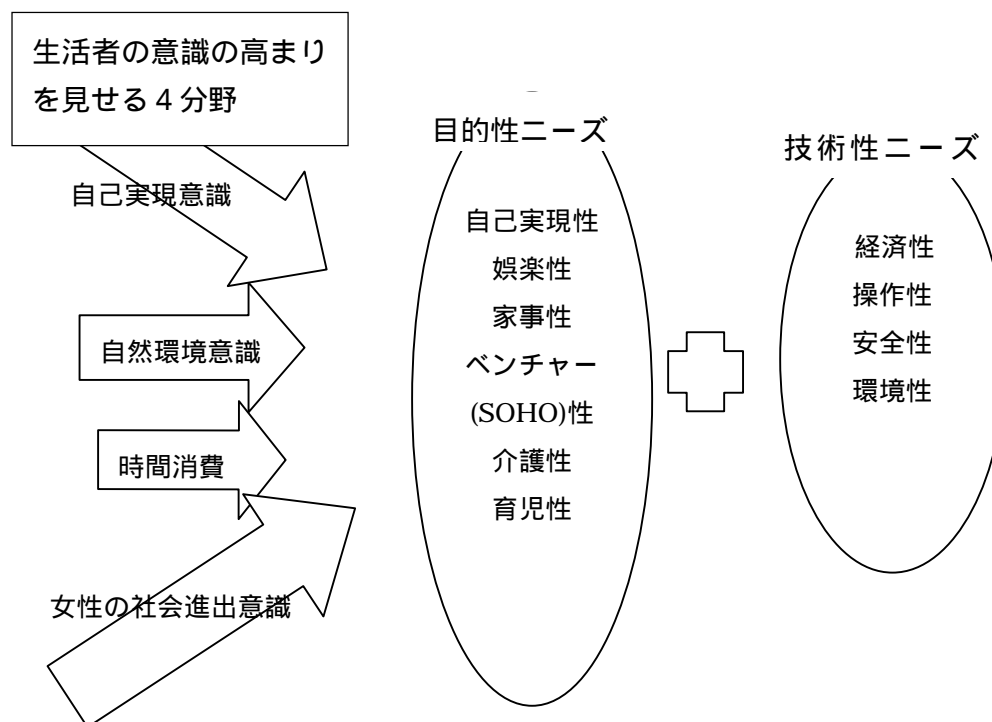 生活者の意識の高まり
を見せる４分野
自己実現意識
自然環境意識
時間消費
女性の社会進出意識
目的性ニーズ
自己実現性
娯楽性
家事性
ベンチャー
(SOHO)性
介護性
育児性
技術性ニーズ
経済性
操作性
安全性
環境性